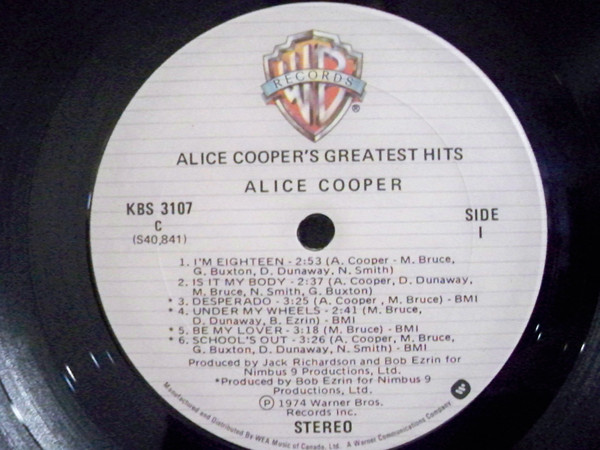 WB
RECORDS
®
ALICE COOPER'S GREATEST HITS
ALICE COOPER
KBS 3107
C
(S40,841)
SIDE
1
1. I'M EIGHTEEN - 2:53 (A. Cooper - M. Bruce,
G. Buxton, D. Dunaway, N. Smith)
2. IS IT MY BODY - 2:37 (A. Cooper, D. Dunaway,
M. Bruce, N. Smith, G. Buxton)
* 3. DESPERADO - 3:25 (A. Cooper, M. Bruce) - BMI
* 4. UNDER MY WHEELS - 2:41 (M. Bruce,
D. Dunaway, B. Ezrin) - BMI
* 5. BE MY LOVER - 3:18 (M. Bruce) - BMI
* 6. SCHOOL'S OUT - 3:26 (A. Cooper, M. Bruce,
G. Buxton, D. Dunaway, N. Smith) - BMI
Produced by Jack Richardson and Bob Ezrin for
Nimbus 9 Productions, Ltd.
*Produced by Bob Ezrin for Nimbus 9
Productions, Ltd.
Ⓟ 1974 Warner Bros.
Records Inc.
STEREO
Manufactured and Distributed by WEA Music of Canada, Ltd. A Warner Communications Company.